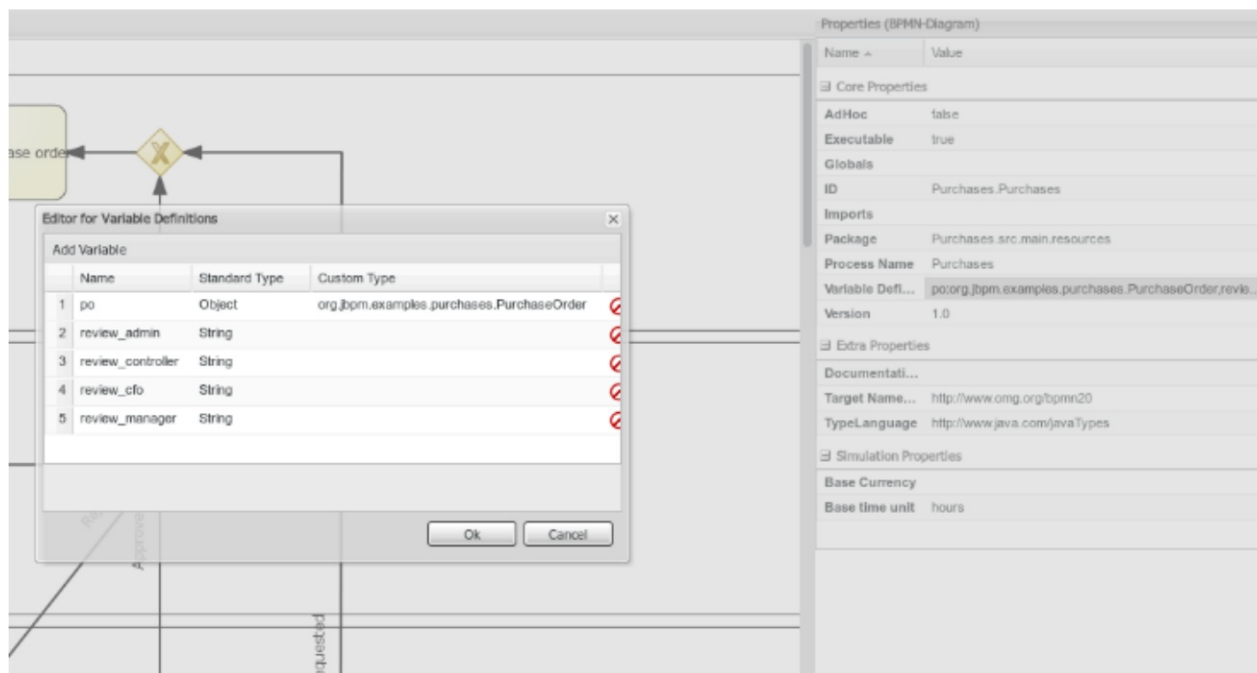 Properties (BPMN-Diagram)
Name Value
Core Properties
AdHoc false
Executable true
Globals
ID Purchases.Purchases
Imports
Package Purchases.src.main.resources
Process Name Purchases
Variable Defi... po:org.jbpm.examples.purchases.PurchaseOrder,revie...
Version 1.0
Extra Properties
Documentati...
Target Name... http://www.omg.org/bpmn20
TypeLanguage http://www.java.com/javaTypes
Simulation Properties
Base Currency
Base time unit hours
ase order
X
Editor for Variable Definitions
Add Variable
Name Standard Type Custom Type
1 po Object org.jbpm.examples.purchases.PurchaseOrder
2 review_admin String
3 review_controller String
4 review_cfo String
5 review_manager String
Ok Cancel
Approve
quested